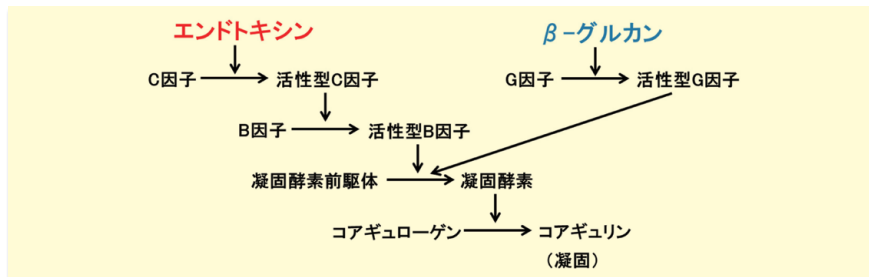 エンドトキシン β-グルカン
C因子 活性型C因子 G因子 活性型G因子
B因子 活性型B因子
凝固酵素前駆体 凝固酵素
コアギュローゲン コアギュリン
（凝固）